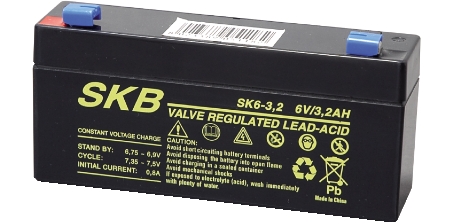 SKB
SK6-3,2 6V/3,2AH
VALVE REGULATED LEAD-ACID
CONSTANT VOLTAGE CHARGE
STAND BY: 6,75 - 6,9V
CYCLE: 7,35 - 7,5V
INITIAL CURRENT: 0,8A
CAUTION:
Avoid short circuiting battery terminals
Avoid disposing the battery into open flame
Avoid charging in a sealed container
Avoid mechanical shocks
If exposed to electrolyte (acid), wash immediately
with plenty of water.
Pb